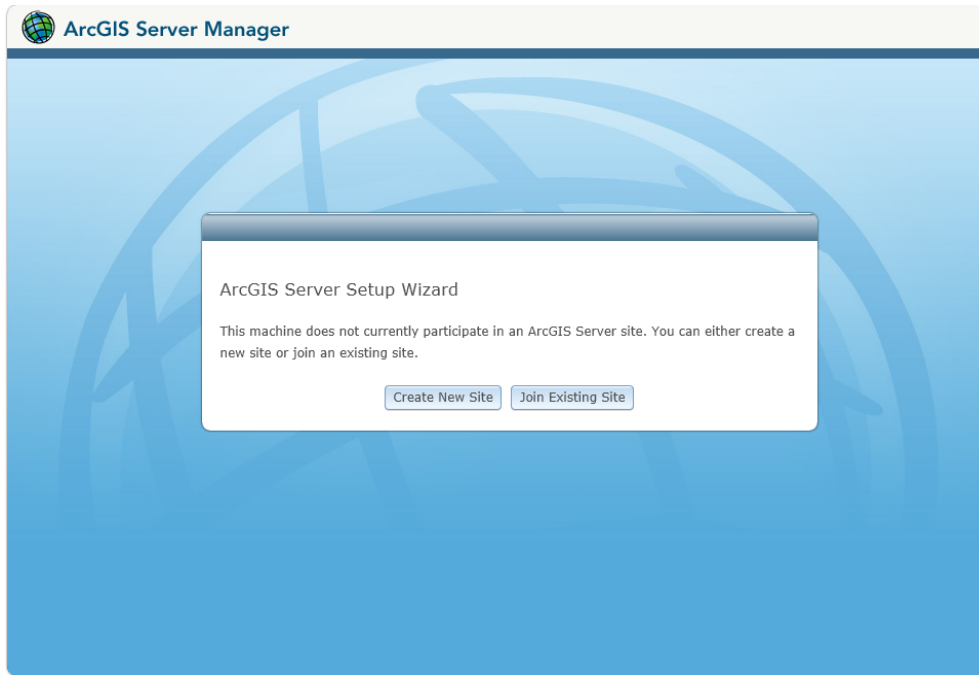 ArcGIS Server Manager
ArcGIS Server Setup Wizard
This machine does not currently participate in an ArcGIS Server site. You can either create a
new site or join an existing site.
Create New Site Join Existing Site